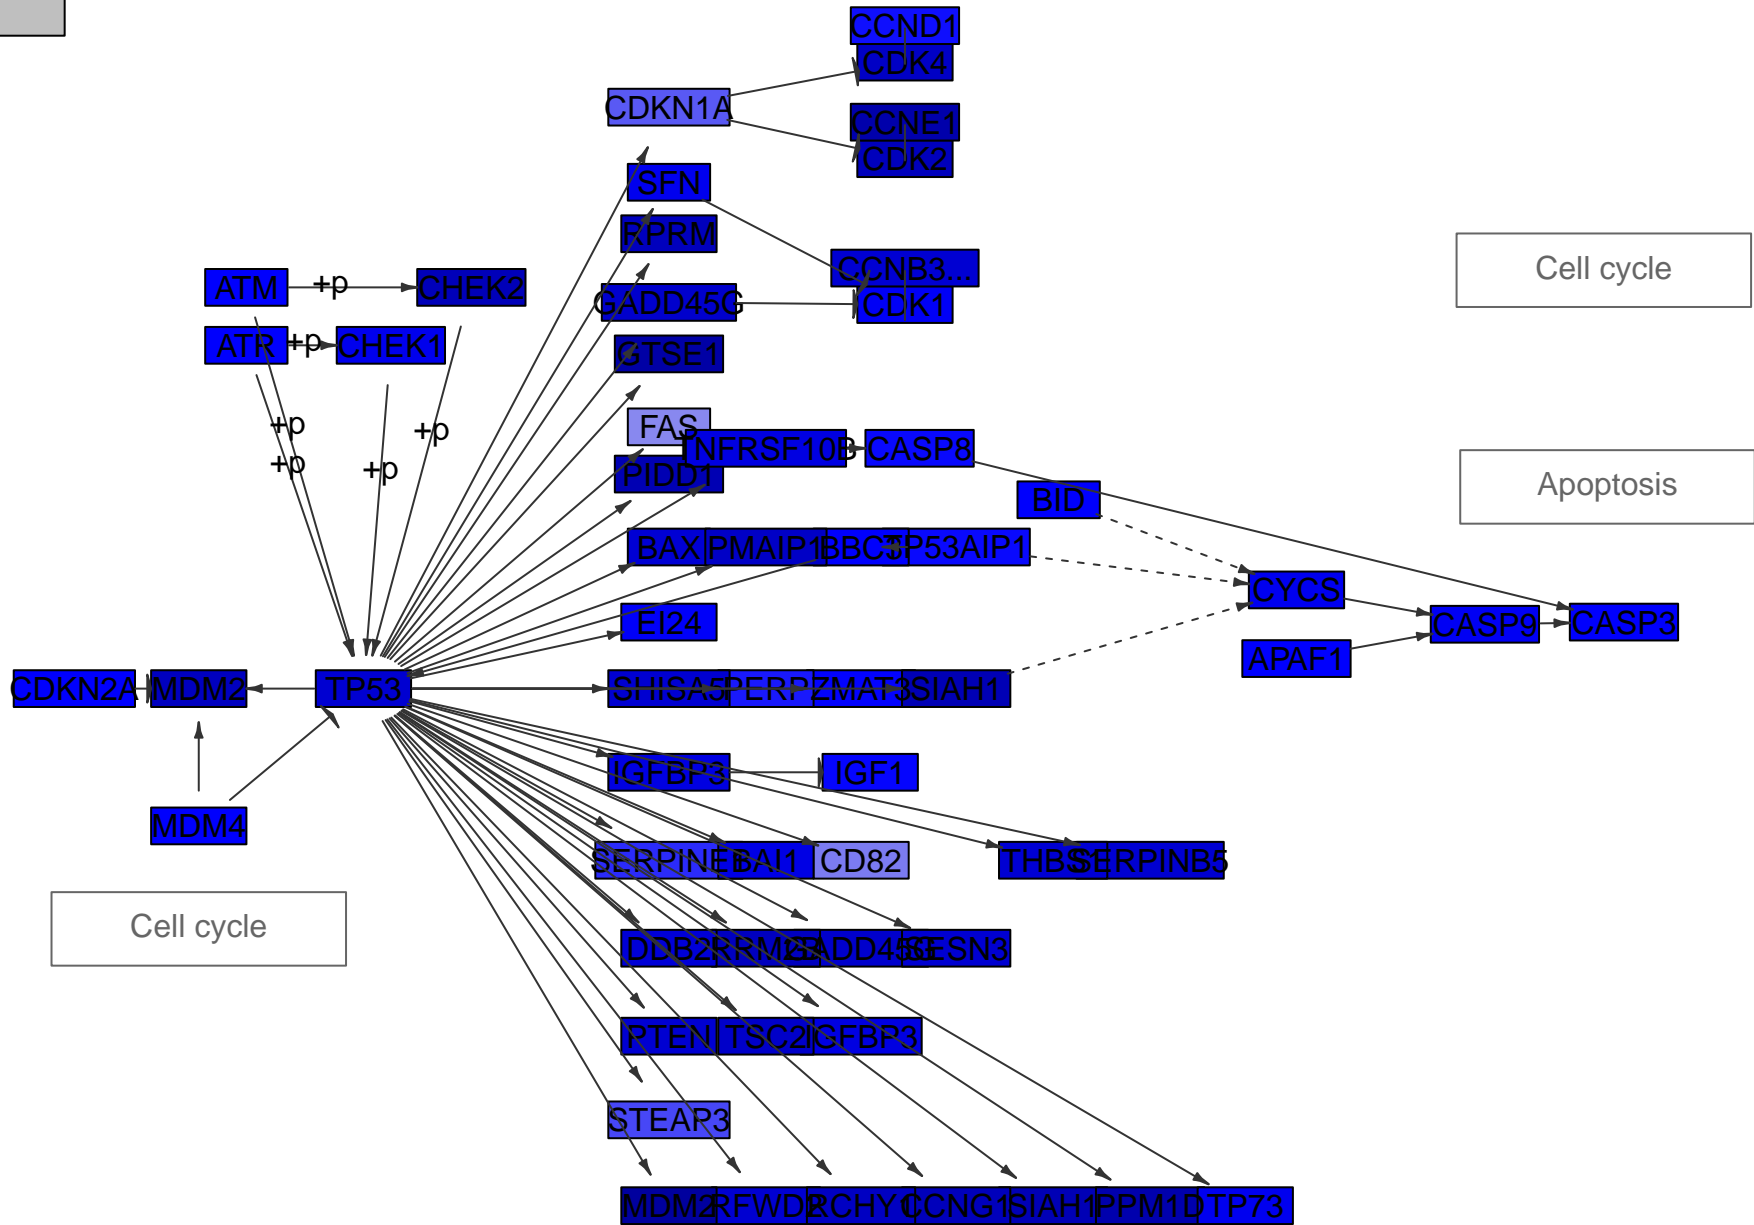 CCND1
CDK4
CDKN1A
CCNE1
CDK2
SFN
RPRM
CCNB3...
Cell cycle
ATM
+p
CHEK2
GADD45G
CDK1
ATR
+p
CHEK1
GTSE1
+p
+p
FAS
TNFRSF10B
CASP8
+p
+p
PIDD1
Apoptosis
BID
BAX
PMAIP1
BBC3
TP53AIP1
CYCS
EI24
CASP9
CASP3
APAF1
CDKN2A
MDM2
TP53
SHISA5
PERP
ZMAT3
SIAH1
IGFBP3
IGF1
MDM4
SERPINE1
BAI1
CD82
THBS1
SERPINB5
Cell cycle
DDB2
RRM2B
GADD45G
SESN3
PTEN
TSC2
IGFBP3
STEAP3
MDM2
RFWD2
RCHY1
CCNG1
SIAH1
PPM1D
TP73